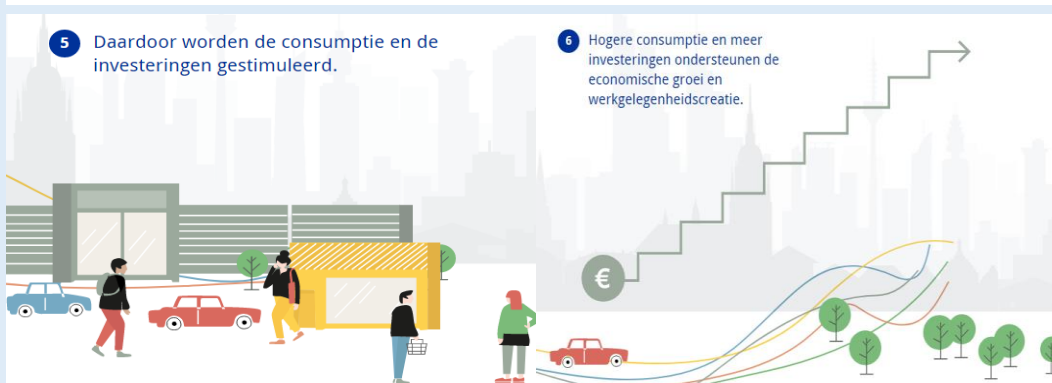 5
Daardoor worden de consumptie en de
investeringen gestimuleerd.
6
Hogere consumptie en meer
investeringen ondersteunen de
economische groei en
werkgelegenheidscreatie.
€